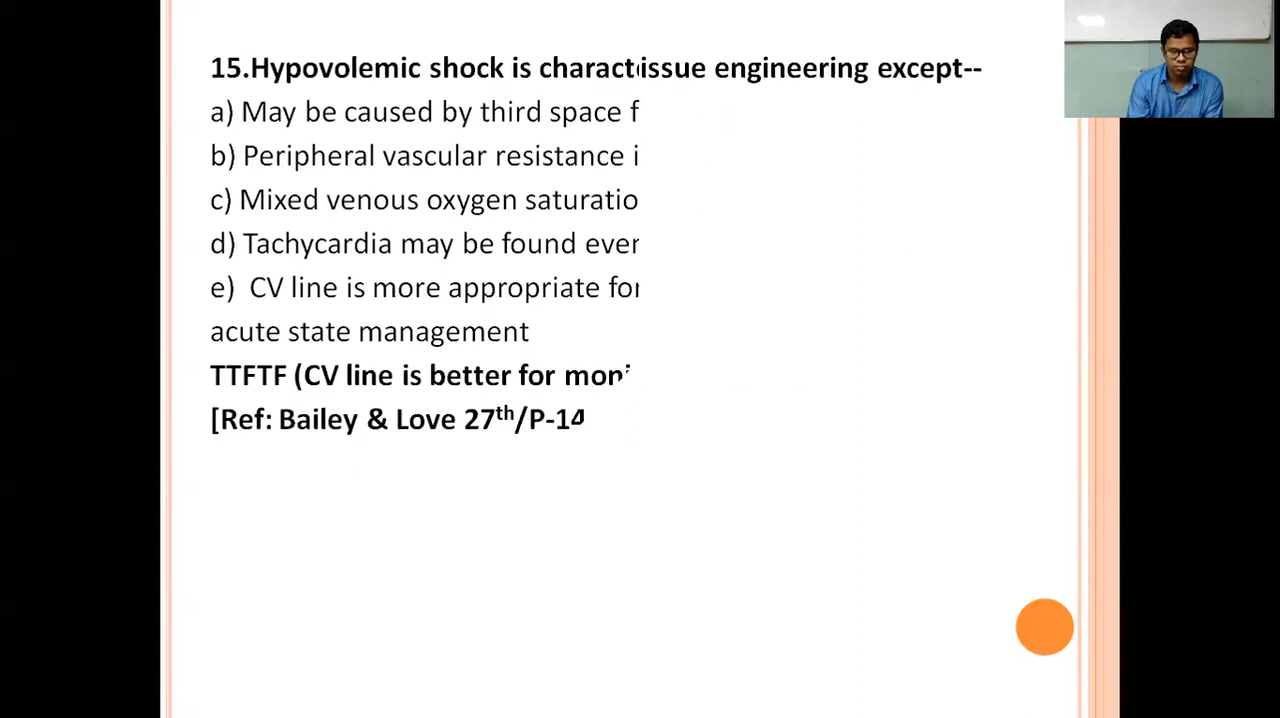 15.Hypovolemic shock is charactissue engineering except--
a) May be caused by third space f
b) Peripheral vascular resistance i
c) Mixed venous oxygen saturatio
d) Tachycardia may be found ever
e) CV line is more appropriate for
acute state management
TTFTF (CV line is better for moni
[Ref: Bailey & Love 27th/P-14